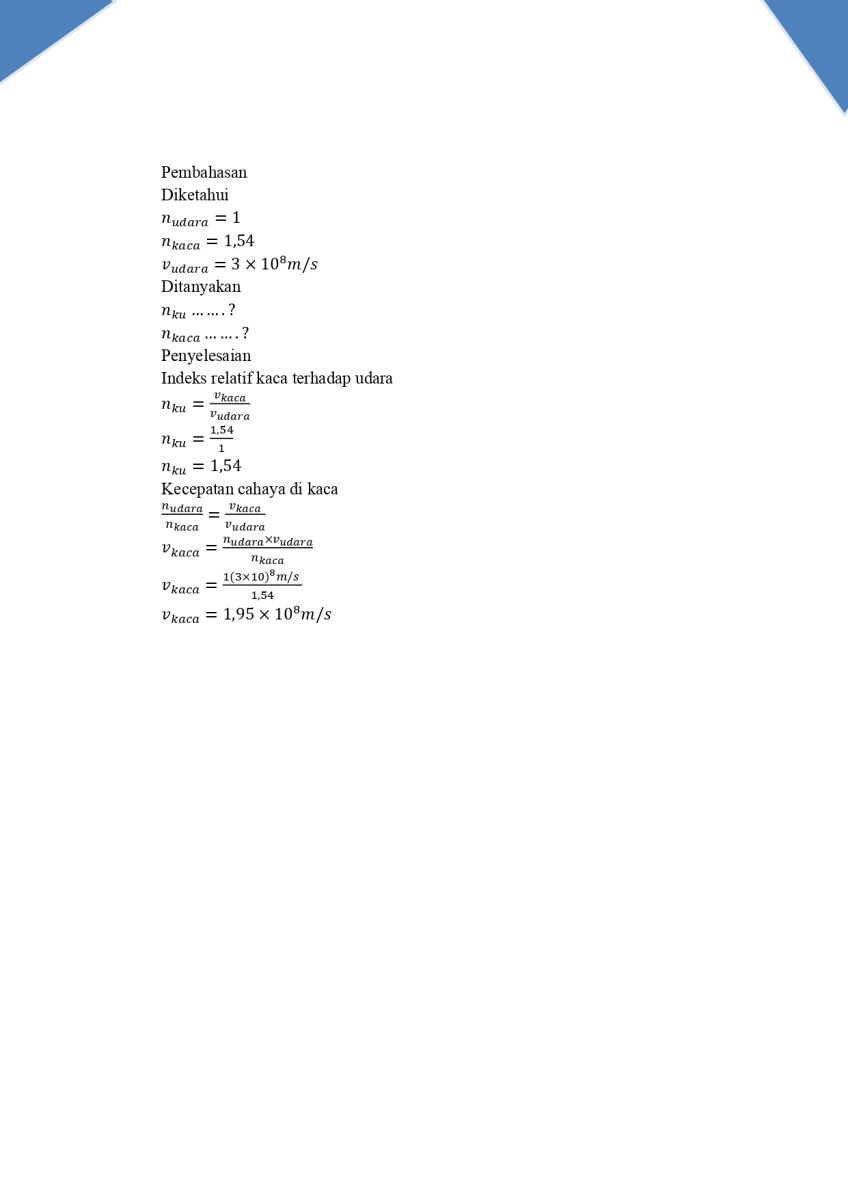 Pembahasan
Diketahui
$n_{udara} = 1$
$n_{kaca} = 1,54$
$v_{udara} = 3 \times 10^8 m/s$
Ditanyakan
$n_{ku} \ldots \ldots . ?$
$n_{kaca} \ldots \ldots . ?$
Penyelesaian
Indeks relatif kaca terhadap udara
$n_{ku} = \frac{v_{kaca}}{v_{udara}}$
$n_{ku} = \frac{1,54}{1}$
$n_{ku} = 1,54$
Kecepatan cahaya di kaca
$\frac{n_{udara}}{n_{kaca}} = \frac{v_{kaca}}{v_{udara}}$
$v_{kaca} = \frac{n_{udara} \times v_{udara}}{n_{kaca}}$
$v_{kaca} = \frac{1(3 \times 10)^8 m/s}{1,54}$
$v_{kaca} = 1,95 \times 10^8 m/s$